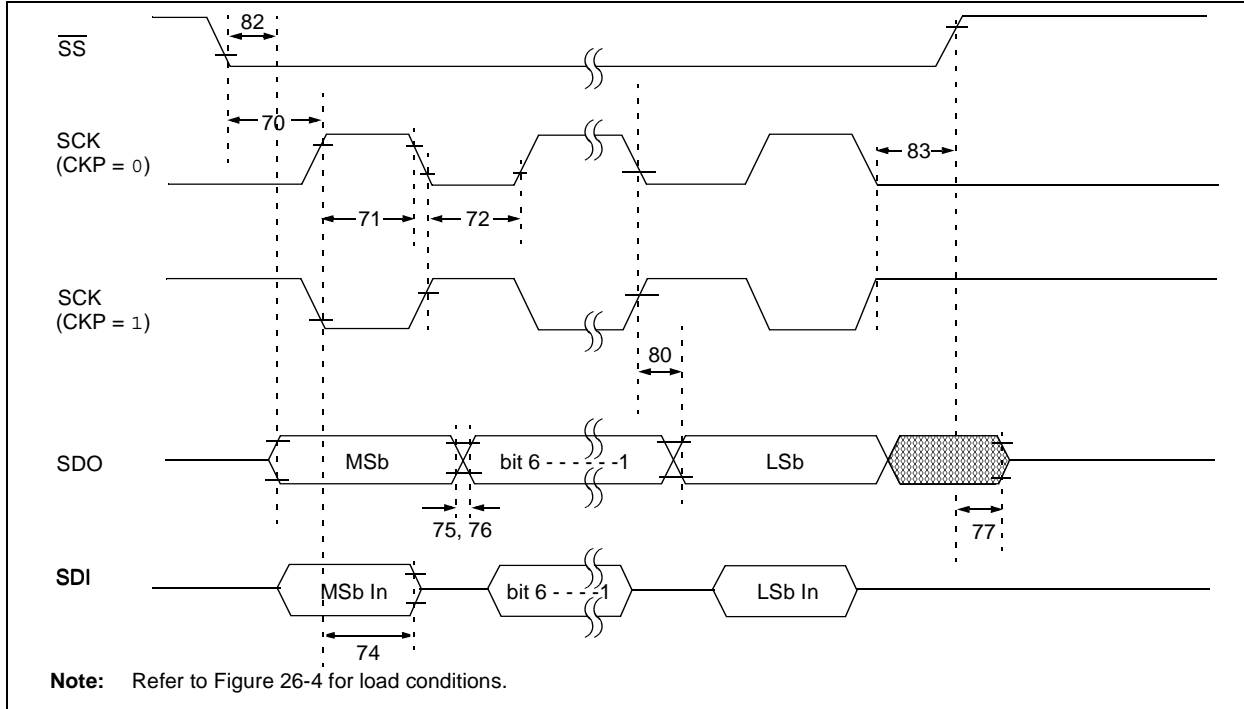 82
SS
70
SCK
(CKP = 0)
83
71
72
SCK
(CKP = 1)
80
SDO
MSb
bit 6 - - - - - -1
LSb
75, 76
77
SDI
MSb In
bit 6 - - - -1
LSb In
74
Note: Refer to Figure 26-4 for load conditions.